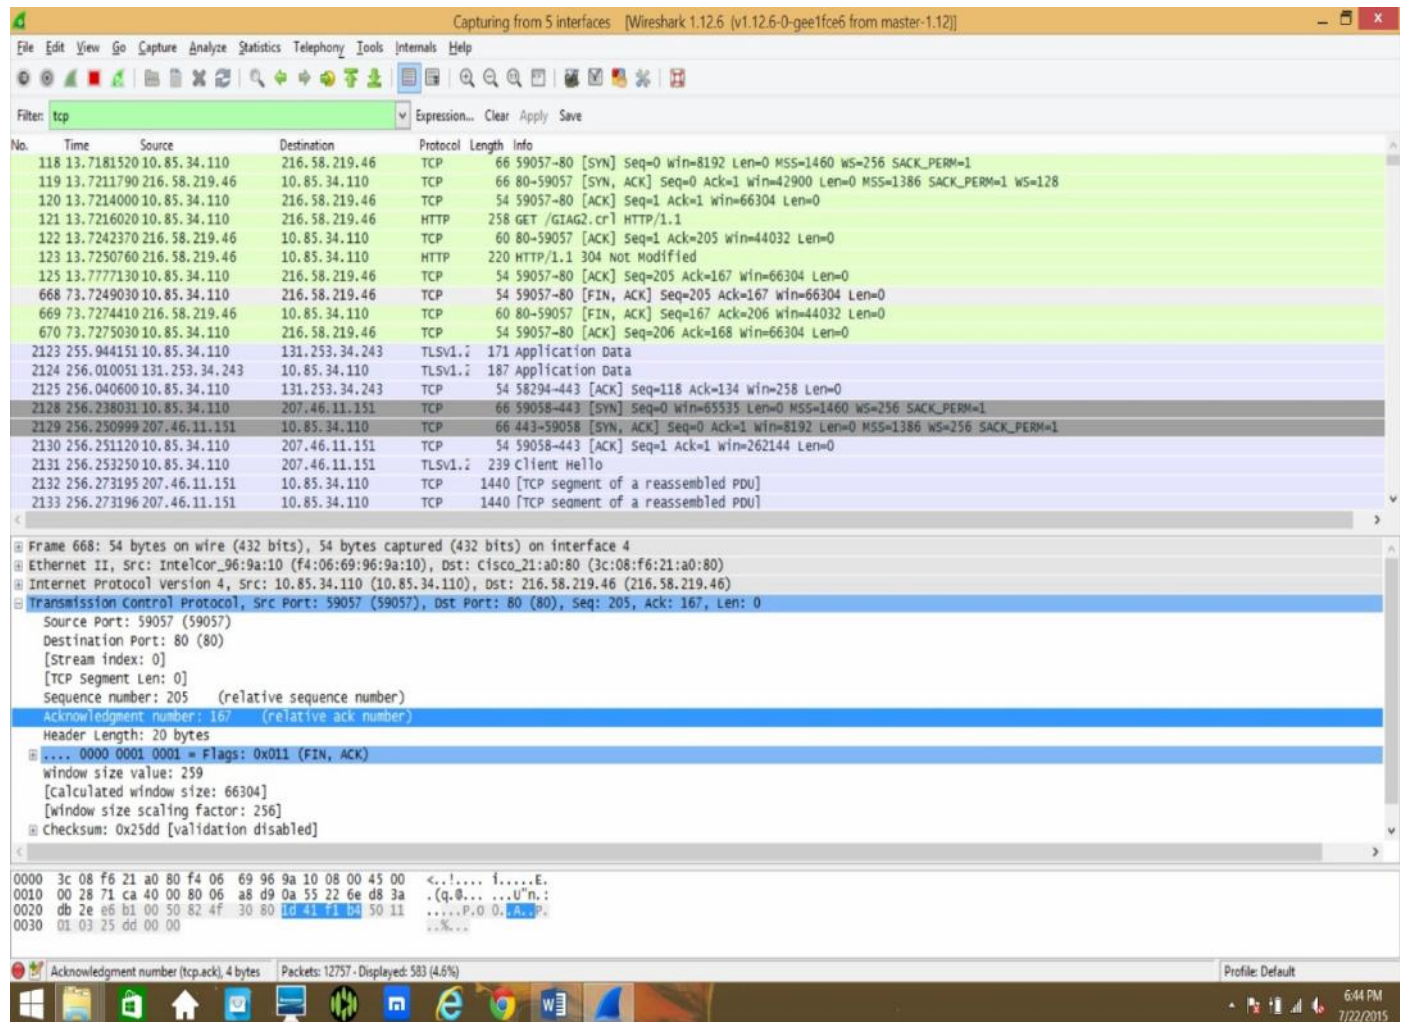 Capturing from 5 interfaces [Wireshark 1.12.6 (v1.12.6-0-gee1fce6 from master-1.12)]
File Edit View Go Capture Analyze Statistics Telephony Tools Internals Help
Filter: tcp Expression... Clear Apply Save
No. Time Source Destination Protocol Length Info
118 13.7181520 10.85.34.110 216.58.219.46 TCP 66 59057→80 [SYN] Seq=0 Win=8192 Len=0 MSS=1460 WS=256 SACK_PERM=1
119 13.7211790 216.58.219.46 10.85.34.110 TCP 66 80→59057 [SYN, ACK] Seq=0 Ack=1 Win=42900 Len=0 MSS=1386 SACK_PERM=1 WS=128
120 13.7214000 10.85.34.110 216.58.219.46 TCP 54 59057→80 [ACK] Seq=1 Ack=1 Win=66304 Len=0
121 13.7216020 10.85.34.110 216.58.219.46 HTTP 258 GET /GIAG2.crl HTTP/1.1
122 13.7242370 216.58.219.46 10.85.34.110 TCP 60 80→59057 [ACK] Seq=1 Ack=205 Win=44032 Len=0
123 13.7250760 216.58.219.46 10.85.34.110 HTTP 220 HTTP/1.1 304 Not Modified
125 13.7777130 10.85.34.110 216.58.219.46 TCP 54 59057→80 [ACK] Seq=205 Ack=167 Win=66304 Len=0
668 73.7249030 10.85.34.110 216.58.219.46 TCP 54 59057→80 [FIN, ACK] Seq=205 Ack=167 Win=66304 Len=0
669 73.7274410 216.58.219.46 10.85.34.110 TCP 60 80→59057 [FIN, ACK] Seq=167 Ack=206 Win=44032 Len=0
670 73.7275030 10.85.34.110 216.58.219.46 TCP 54 59057→80 [ACK] Seq=206 Ack=168 Win=66304 Len=0
2123 255.944151 10.85.34.110 131.253.34.243 TLSv1.2 171 Application Data
2124 256.010051 131.253.34.243 10.85.34.110 TLSv1.2 187 Application Data
2125 256.040600 10.85.34.110 131.253.34.243 TCP 54 58294→443 [ACK] Seq=118 Ack=134 Win=258 Len=0
2128 256.238031 10.85.34.110 207.46.11.151 TCP 66 59058→443 [SYN] Seq=0 Win=65535 Len=0 MSS=1460 WS=256 SACK_PERM=1
2129 256.250999 207.46.11.151 10.85.34.110 TCP 66 443→59058 [SYN, ACK] Seq=0 Ack=1 Win=8192 Len=0 MSS=1386 WS=256 SACK_PERM=1
2130 256.251120 10.85.34.110 207.46.11.151 TCP 54 59058→443 [ACK] Seq=1 Ack=1 Win=262144 Len=0
2131 256.253250 10.85.34.110 207.46.11.151 TLSv1.2 239 Client Hello
2132 256.273195 207.46.11.151 10.85.34.110 TCP 1440 [TCP segment of a reassembled PDU]
2133 256.273196 207.46.11.151 10.85.34.110 TCP 1440 [TCP segment of a reassembled PDU]
Frame 668: 54 bytes on wire (432 bits), 54 bytes captured (432 bits) on interface 4
Ethernet II, Src: IntelCor_96:9a:10 (f4:06:69:96:9a:10), Dst: Cisco_21:a0:80 (3c:08:f6:21:a0:80)
Internet Protocol Version 4, Src: 10.85.34.110 (10.85.34.110), Dst: 216.58.219.46 (216.58.219.46)
Transmission Control Protocol, Src Port: 59057 (59057), Dst Port: 80 (80), Seq: 205, Ack: 167, Len: 0
Source Port: 59057 (59057)
Destination Port: 80 (80)
[Stream index: 0]
[TCP Segment Len: 0]
Sequence number: 205 (relative sequence number)
Acknowledgment number: 167 (relative ack number)
Header Length: 20 bytes
.... 0000 0001 0001 = Flags: 0x011 (FIN, ACK)
Window size value: 259
[Calculated window size: 66304]
[Window size scaling factor: 256]
Checksum: 0x25dd [validation disabled]
0000 3c 08 f6 21 a0 80 f4 06 69 96 9a 10 08 00 45 00 <..!.... i.....E.
0010 00 28 71 ca 40 00 80 06 a8 d9 0a 55 22 6e d8 3a .(q.@... ...U"n.:
0020 db 2e e6 b1 00 50 82 4f 30 80 1d 41 f1 b4 50 11 .....P.O 0..A..P.
0030 01 03 25 dd 00 00 ..%...
Acknowledgment number (tcp.ack), 4 bytes Packets: 12757 · Displayed: 583 (4.6%) Profile: Default
6:44 PM
7/22/2015